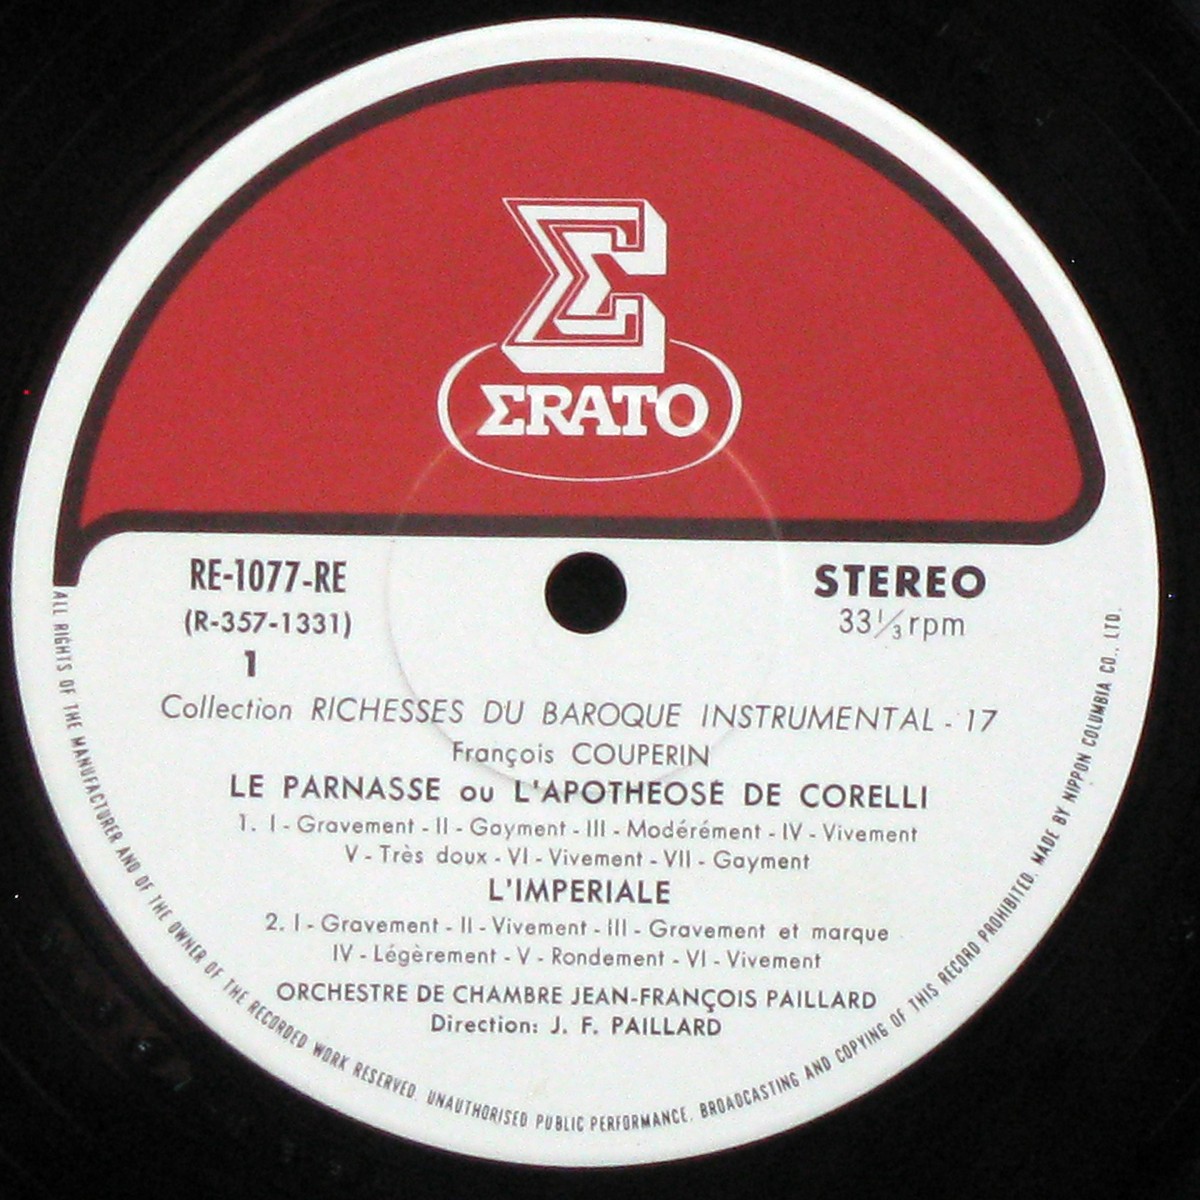 Σ
ΣRATO
RE-1077-RE
(R-357-1331)
1
STEREO
33 1/3 rpm
Collection RICHESSES DU BAROQUE INSTRUMENTAL - 17
François COUPERIN
LE PARNASSE ou L'APOTHEOSE DE CORELLI
1. I - Gravement - II - Gayment - III - Modérément - IV - Vivement
V - Très doux - VI - Vivement - VII - Gayment
L'IMPERIALE
2. I - Gravement - II - Vivement - III - Gravement et marque
IV - Légèrement - V - Rondement - VI - Vivement
ORCHESTRE DE CHAMBRE JEAN-FRANÇOIS PAILLARD
Direction: J. F. PAILLARD
ALL RIGHTS OF THE MANUFACTURER AND OF THE OWNER OF THE RECORDED WORK RESERVED. UNAUTHORISED PUBLIC PERFORMANCE. BROADCASTING AND COPYING OF THIS RECORD PROHIBITED. MADE BY NIPPON COLUMBIA CO., LTD.